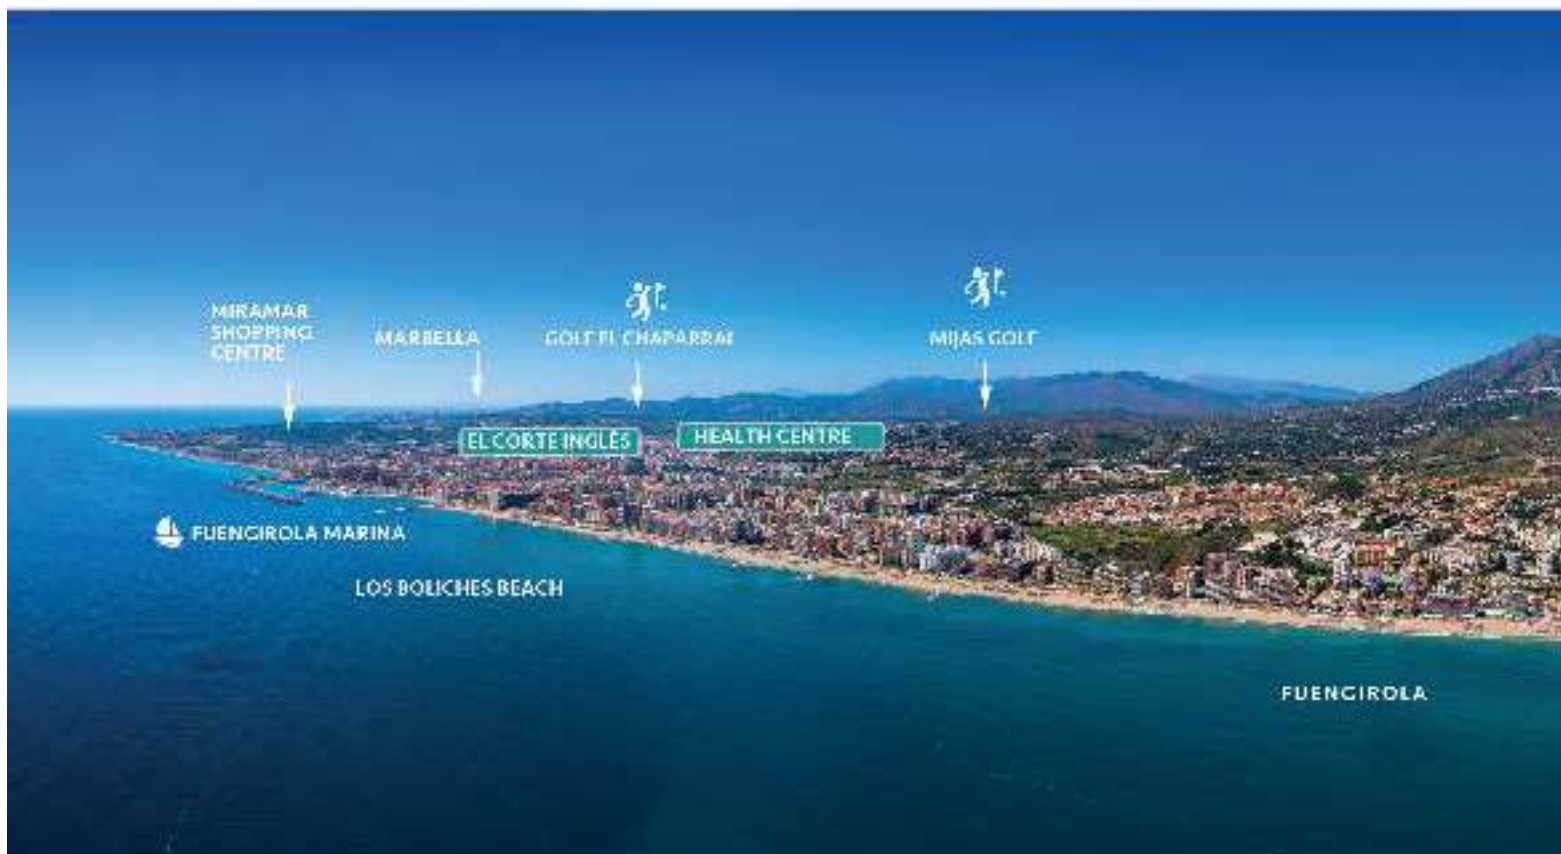 MIRAMAR
SHOPPING
CENTRE
MARBELLA
GOLF EL CHAPARRAL
MIJAS GOLF
EL CORTE INGLÉS
HEALTH CENTRE
FUENGIROLA MARINA
LOS BOLICHES BEACH
FUENGIROLA